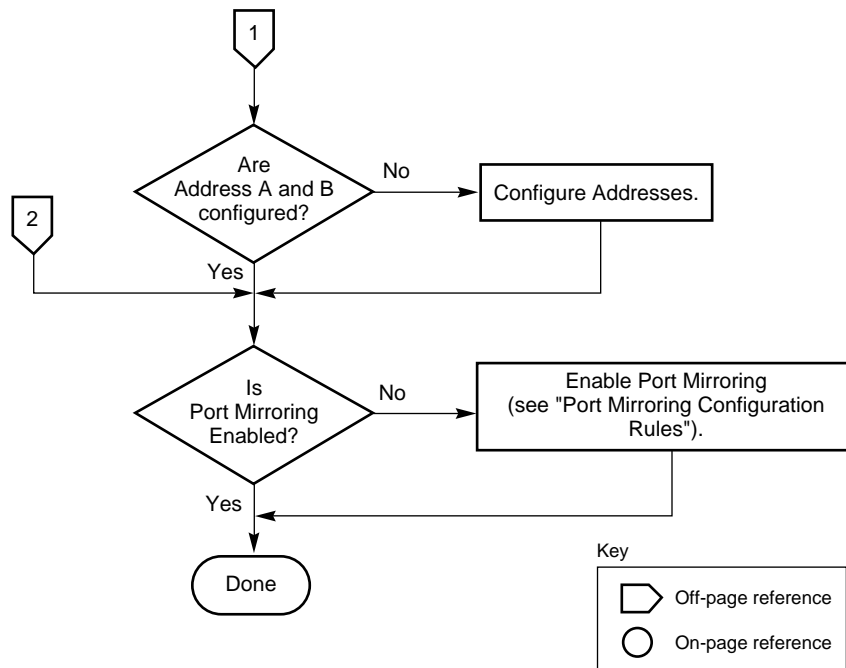 1
Are
Address A and B
configured?
No
Configure Addresses.
2
Yes
Is
Port Mirroring
Enabled?
No
Enable Port Mirroring
(see "Port Mirroring Configuration
Rules").
Yes
Done
Key
Off-page reference
On-page reference